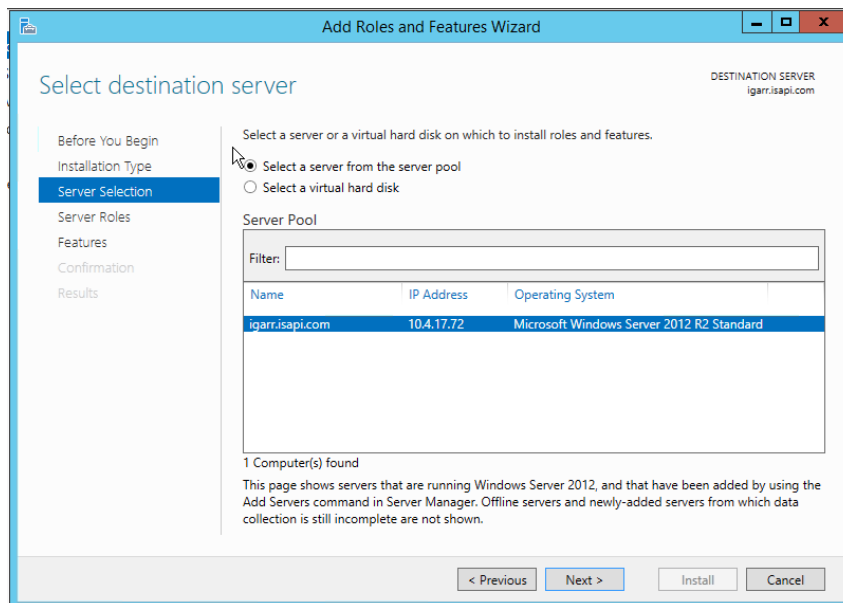 Add Roles and Features Wizard
Select destination server
DESTINATION SERVER
igarr.isapi.com
Before You Begin
Installation Type
Server Selection
Server Roles
Features
Confirmation
Results
Select a server or a virtual hard disk on which to install roles and features.
Select a server from the server pool
Select a virtual hard disk
Server Pool
Filter:
Name IP Address Operating System
igarr.isapi.com 10.4.17.72 Microsoft Windows Server 2012 R2 Standard
1 Computer(s) found
This page shows servers that are running Windows Server 2012, and that have been added by using the
Add Servers command in Server Manager. Offline servers and newly-added servers from which data
collection is still incomplete are not shown.
< Previous Next > Install Cancel